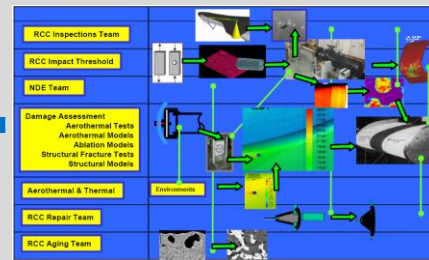 RCC Inspections Team
RCC Impact Threshold
NDE Team
Damage Assessment
Aerothermal Tests
Aerothermal Models
Ablation Models
Structural Fracture Tests
Structural Models
Aerothermal & Thermal
Environments
RCC Repair Team
RCC Aging Team